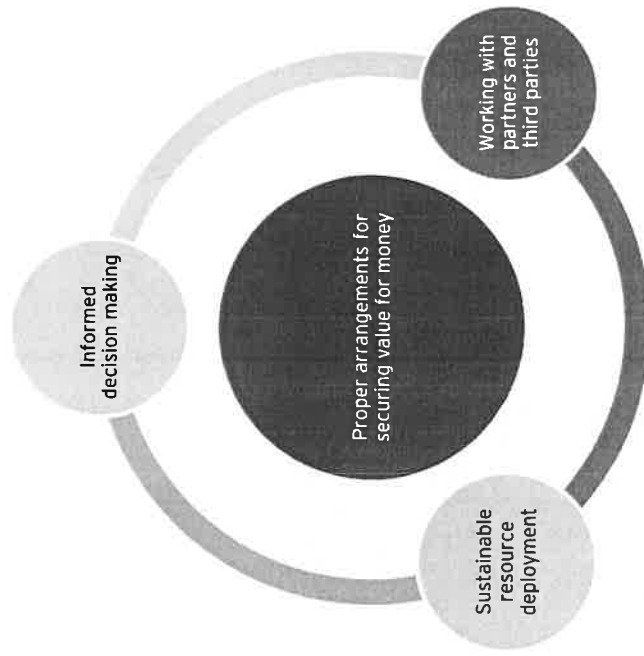 Informed
decision making
Proper arrangements for
securing value for money
Sustainable
resource
deployment
Working with
partners and
third parties